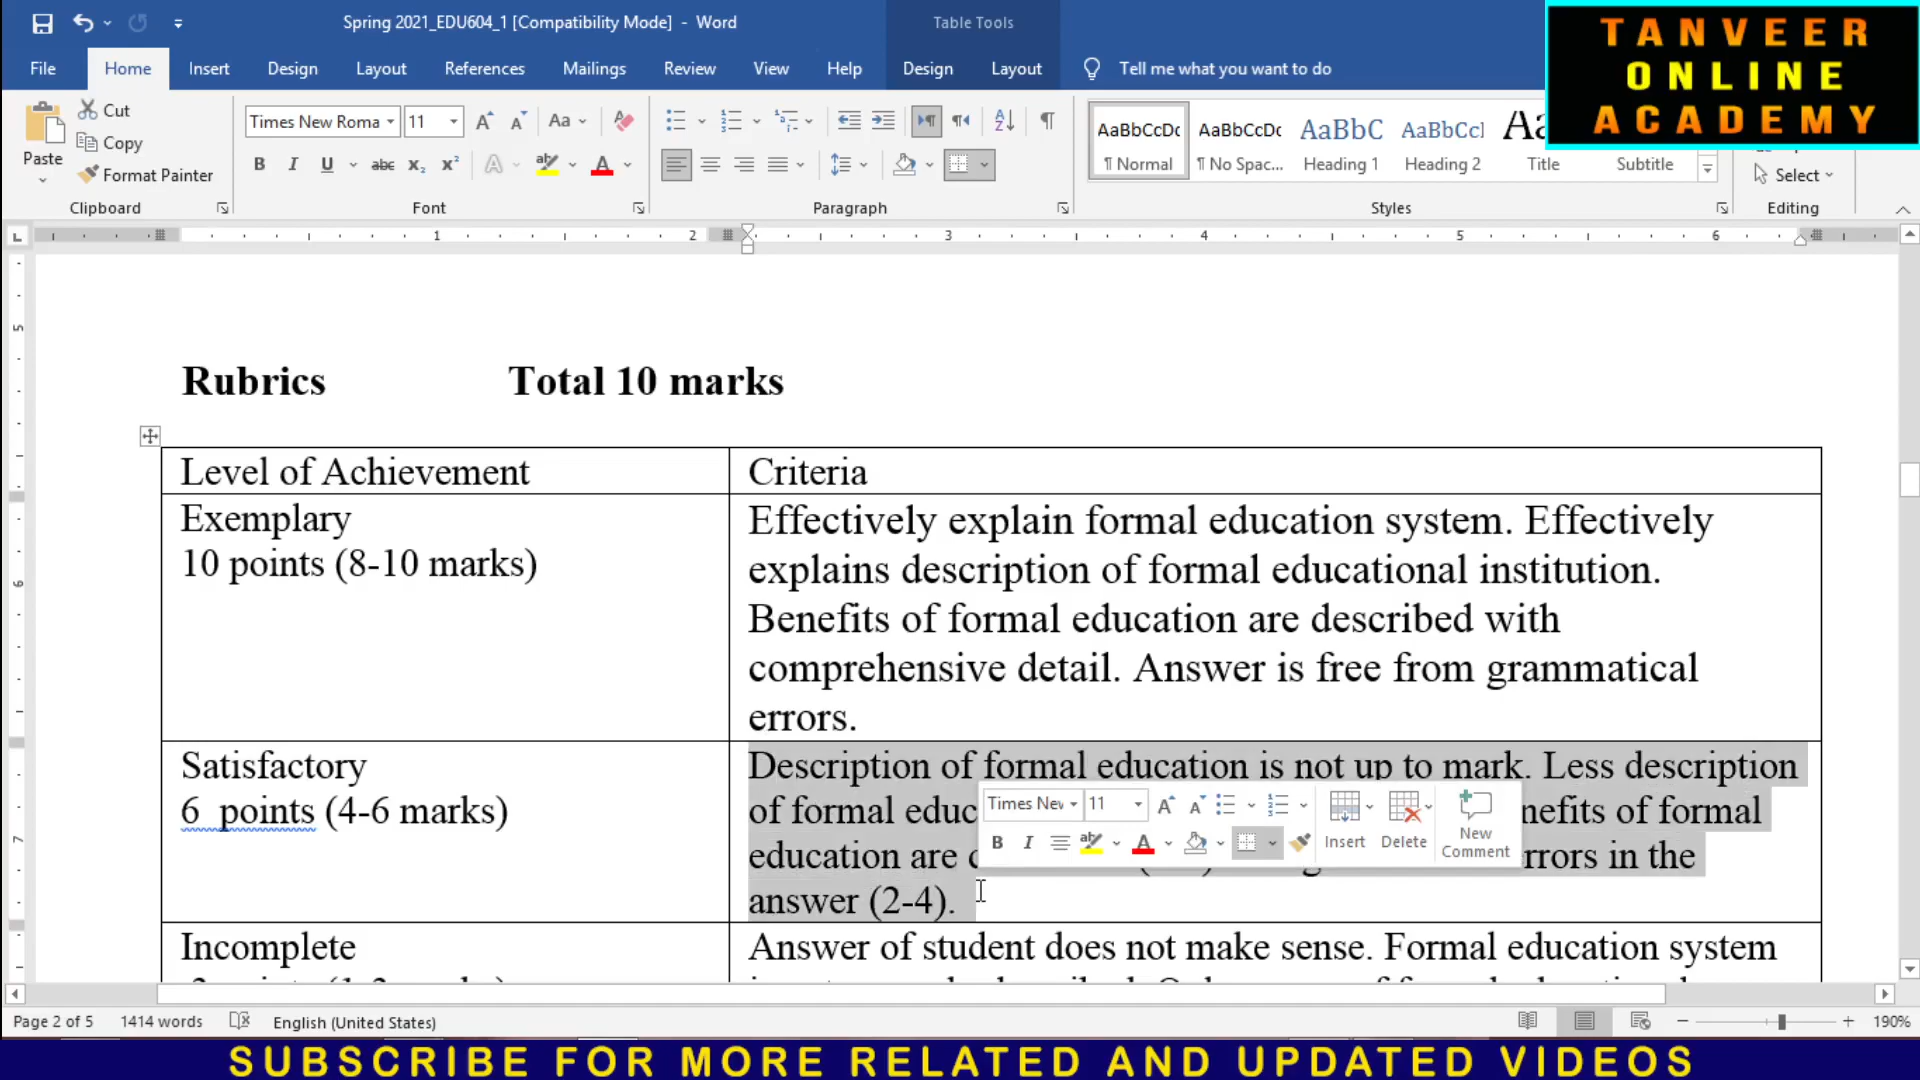 Spring 2021_EDU604_1 [Compatibility Mode] - Word
Table Tools
TANVEER
ONLINE
ACADEMY
File Home Insert Design Layout References Mailings Review View Help Design Layout Tell me what you want to do
Cut
Copy
Format Painter
Paste
Times New Roma 11
AaBbCcDc AaBbCcDc AaBbC AaBbCcl
¶ Normal ¶ No Spac... Heading 1 Heading 2 Title Subtitle
Select
Clipboard Font Paragraph Styles Editing
1 2 3 4 5 6
Rubrics Total 10 marks
Level of Achievement
Criteria
Exemplary
10 points (8-10 marks)
Effectively explain formal education system. Effectively
explains description of formal educational institution.
Benefits of formal education are described with
comprehensive detail. Answer is free from grammatical
errors.
Satisfactory
6 points (4-6 marks)
Description of formal education is not up to mark. Less description
of formal educ nefits of formal
education are rrors in the
answer (2-4).
Times Nev 11
Insert Delete New
Comment
Incomplete
Answer of student does not make sense. Formal education system
Page 2 of 5 1414 words English (United States) 190%
SUBSCRIBE FOR MORE RELATED AND UPDATED VIDEOS